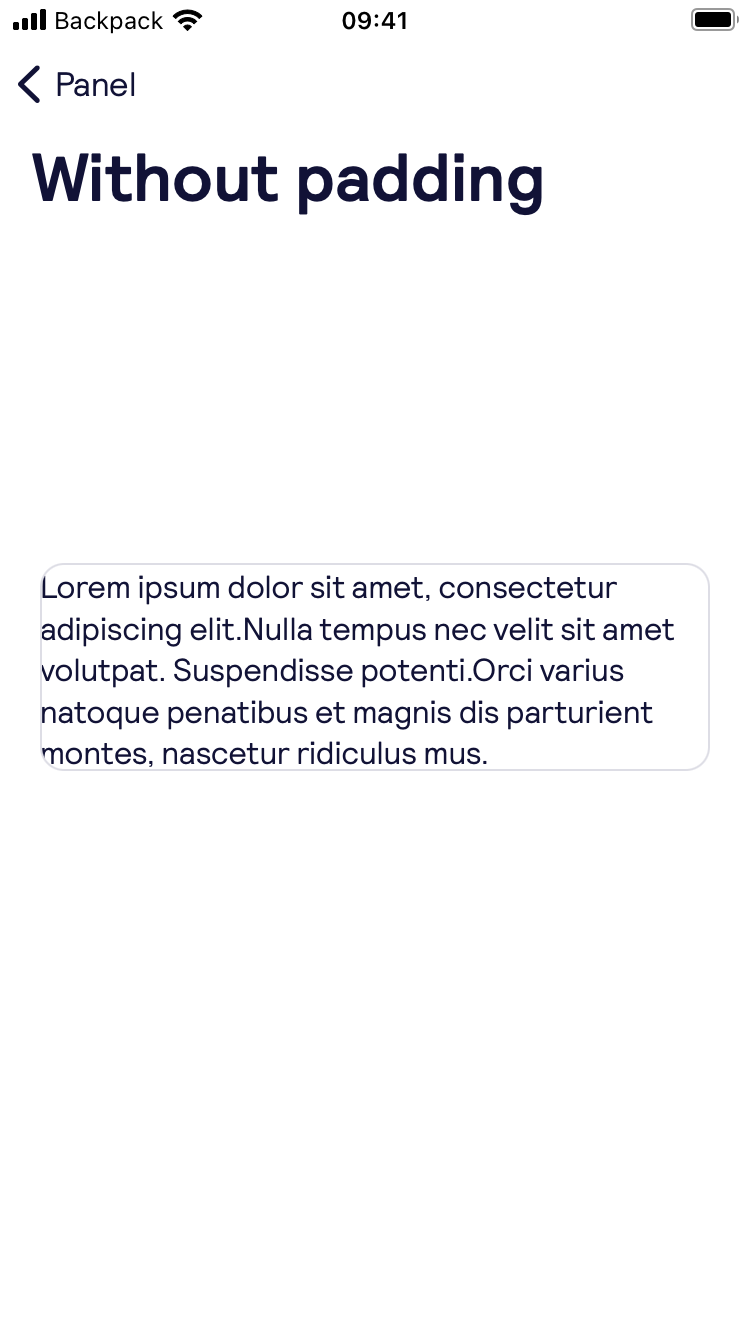 Backpack 09:41
Panel
Without padding
Lorem ipsum dolor sit amet, consectetur
adipiscing elit.Nulla tempus nec velit sit amet
volutpat. Suspendisse potenti.Orci varius
natoque penatibus et magnis dis parturient
montes, nascetur ridiculus mus.